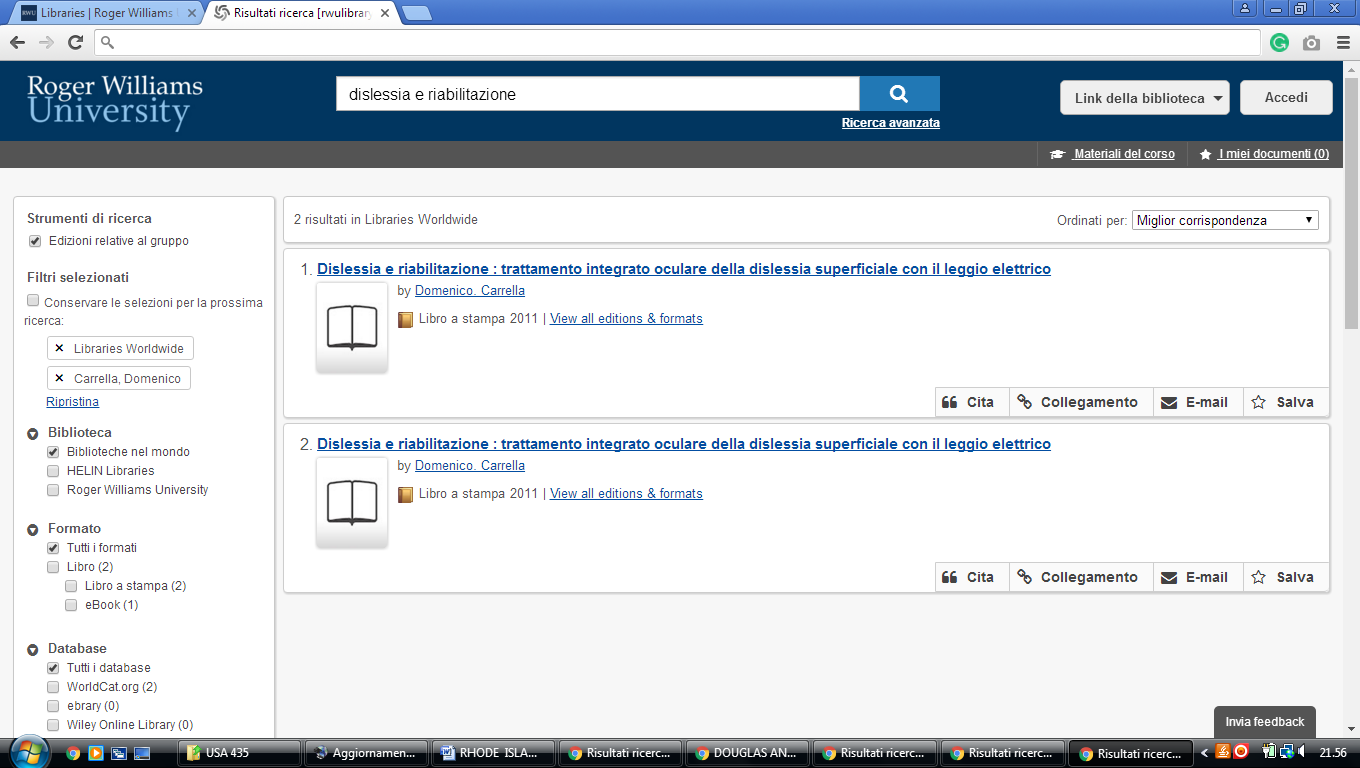 RWU Libraries | Roger Williams
Risultati ricerca [rwulibrary
Roger Williams
University
dislessia e riabilitazione
Ricerca avanzata
Link della biblioteca
Accedi
Materiali del corso
I miei documenti (0)
Strumenti di ricerca
Edizioni relative al gruppo
Filtri selezionati
Conservare le selezioni per la prossima
ricerca:
× Libraries Worldwide
× Carrella, Domenico
Ripristina
Biblioteca
Biblioteche nel mondo
HELIN Libraries
Roger Williams University
Formato
Tutti i formati
Libro (2)
Libro a stampa (2)
eBook (1)
Database
Tutti i database
WorldCat.org (2)
ebrary (0)
Wiley Online Library (0)
2 risultati in Libraries Worldwide
Ordinati per: Miglior corrispondenza
1. Dislessia e riabilitazione : trattamento integrato oculare della dislessia superficiale con il leggio elettrico
by Domenico. Carrella
Libro a stampa 2011 | View all editions & formats
Cita Collegamento E-mail Salva
2. Dislessia e riabilitazione : trattamento integrato oculare della dislessia superficiale con il leggio elettrico
by Domenico. Carrella
Libro a stampa 2011 | View all editions & formats
Cita Collegamento E-mail Salva
Invia feedback
USA 435
Aggiornamen...
RHODE_ISLA...
Risultati ricerc...
DOUGLAS AN...
Risultati ricerc...
Risultati ricerc...
Risultati ricerc...
21.56